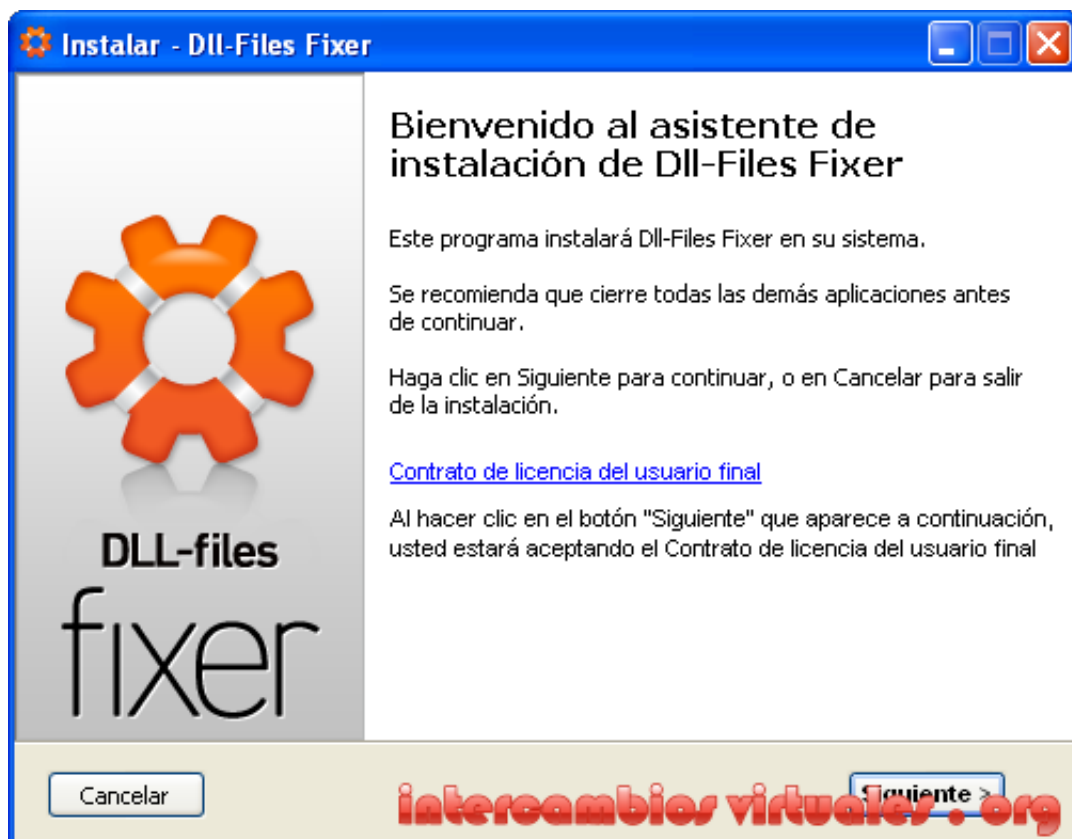 Instalar - Dll-Files Fixer
Bienvenido al asistente de
instalación de Dll-Files Fixer
Este programa instalará Dll-Files Fixer en su sistema.
Se recomienda que cierre todas las demás aplicaciones antes
de continuar.
Haga clic en Siguiente para continuar, o en Cancelar para salir
de la instalación.
Contrato de licencia del usuario final
Al hacer clic en el botón "Siguiente" que aparece a continuación,
usted estará aceptando el Contrato de licencia del usuario final
DLL-files
fixer
Cancelar
Siguiente >
intercambios virtuales . org